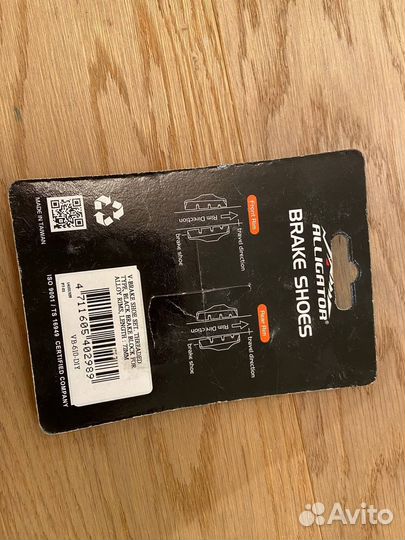 ALLIGATOR
BRAKE SHOES
Front Rim
travel direction
Rim Direction
brake shoe
Rear Rim
travel direction
Rim Direction
brake shoe
MADE IN TAIWAN
V-BRAKE SHOE SET - THREADED
TYPE, BLACK BRAKE BLOCK FOR
ALLOY RIMS, LENGTH : 72MM
4 711605 402989
VB-610-DIY
ISO 9001 \ TS 16949 CERTIFIED COMPANY
Avito